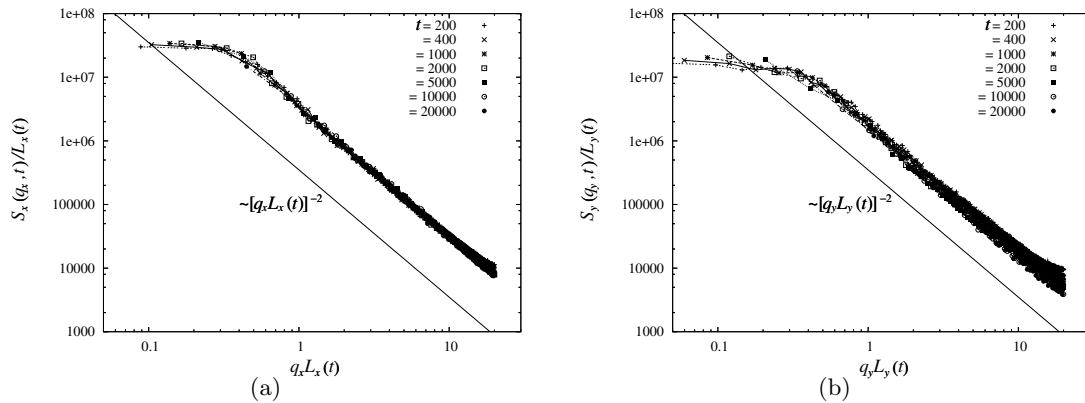 1e+08
1e+07
1e+06
100000
10000
1000
S_x(q_x,t)/L_x(t)
t = 200
= 400
= 1000
= 2000
= 5000
= 10000
= 20000
~[q_xL_x(t)]^{-2}
0.1 1 10
q_xL_x(t)
(a)
1e+08
1e+07
1e+06
100000
10000
1000
S_y(q_y,t)/L_y(t)
t = 200
= 400
= 1000
= 2000
= 5000
= 10000
= 20000
~[q_yL_y(t)]^{-2}
0.1 1 10
q_yL_y(t)
(b)